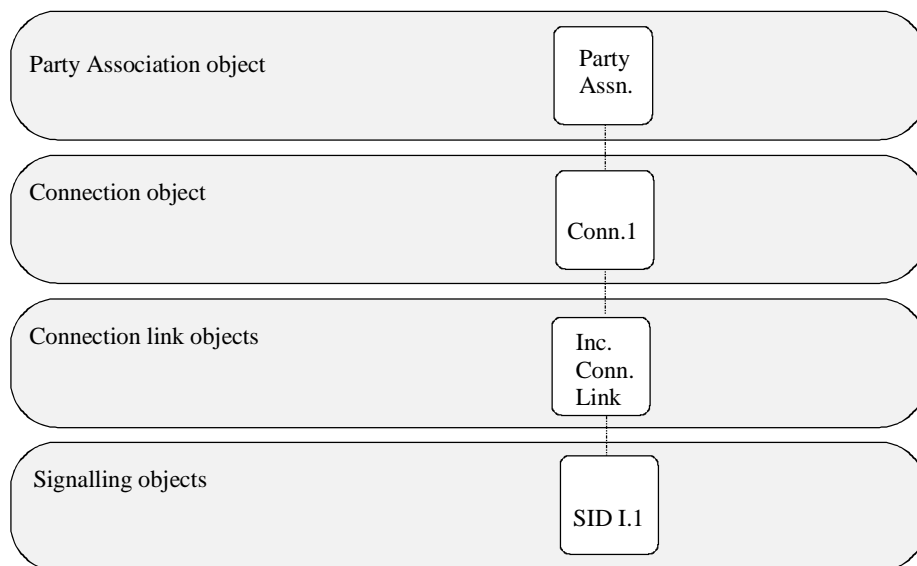 Party Association object
Party
Assn.
Connection object
Conn.1
Connection link objects
Inc.
Conn.
Link
Signalling objects
SID I.1